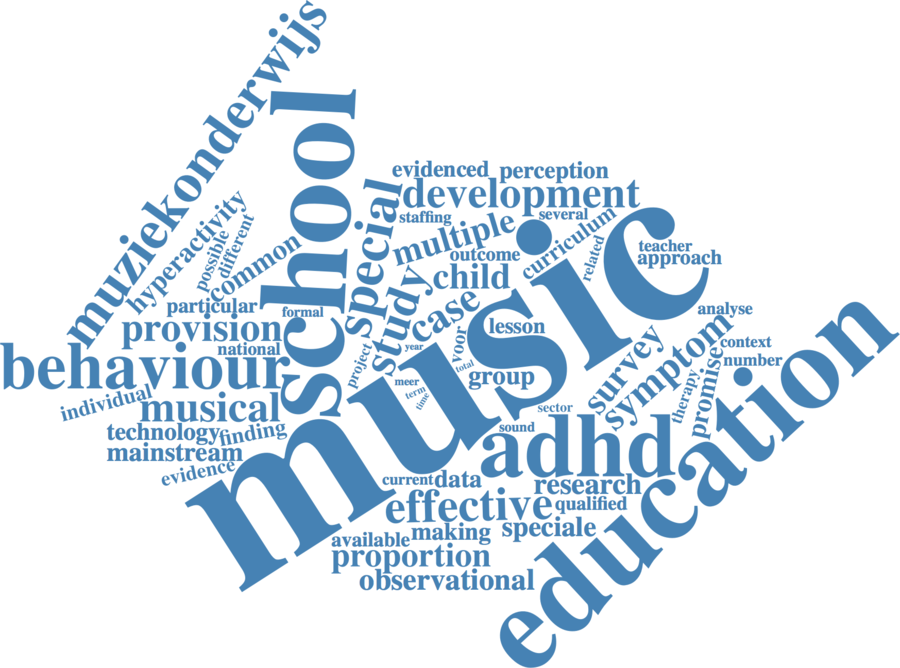 muziekonderwijs
school
evidenced
perception
development
special
staffing
several
multiple
hyperactivity
possible
different
common
curriculum
related
teacher
approach
outcome
child
music
study
case
particular
formal
provision
national
behaviour
individual
musical
technology
finding
mainstream
evidence
project
year
voor
total
lesson
group
meer
term
time
analyse
symptom
survey
context
number
therapy
promise
sector
sound
adhd
education
current
data
research
effective
qualified
making
speciale
available
proportion
observational